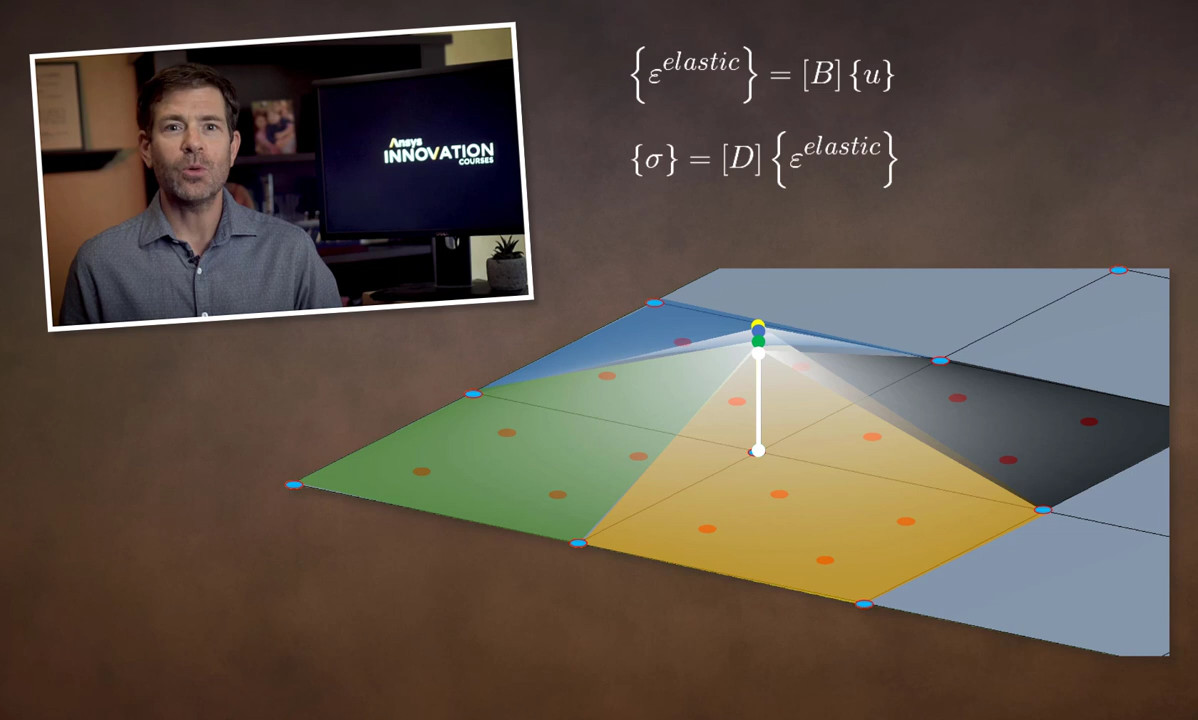 Ansys
INNOVATION
COURSES
{ε^elastic} = [B] {u}
{σ} = [D] {ε^elastic}